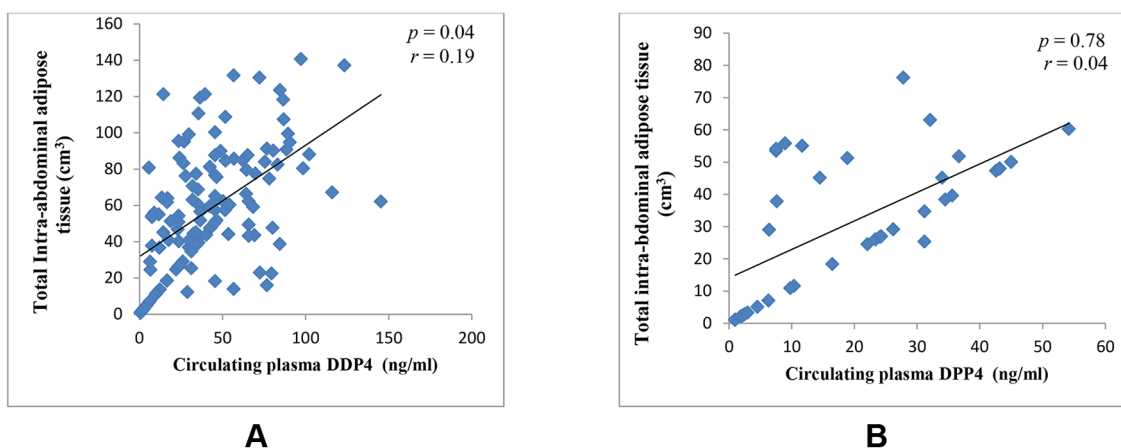 160
140
120
100
80
60
40
20
0
Total Intra-abdominal adipose
tissue (cm³)
p = 0.04
r = 0.19
0 50 100 150 200
Circulating plasma DDP4 (ng/ml)
A
90
80
70
60
50
40
30
20
10
0
Total intra-bdominal adipose tissue
(cm³)
p = 0.78
r = 0.04
0 10 20 30 40 50 60
Circulating plasma DPP4 (ng/ml)
B